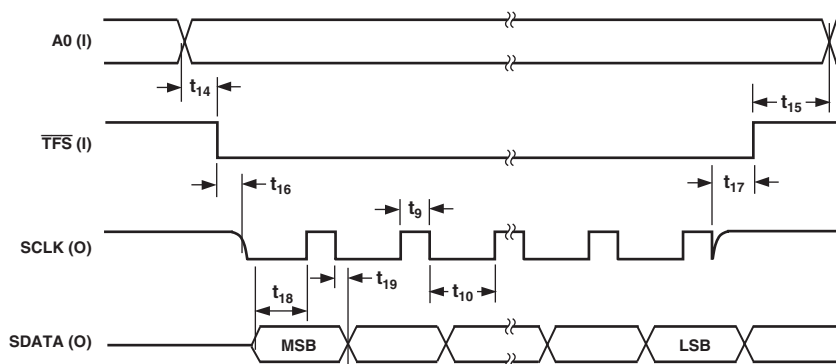 A0 (I)
t14
t15
TFS (I)
t16
t17
t9
SCLK (O)
t18
t19
t10
SDATA (O)
MSB
LSB